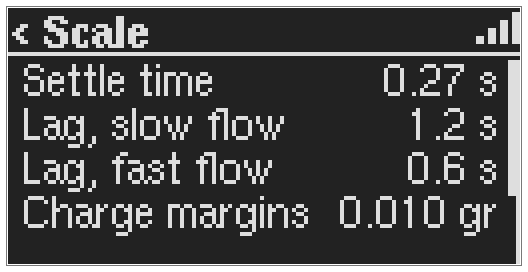 < Scale
Settle time 0.27 s
Lag, slow flow 1.2 s
Lag, fast flow 0.6 s
Charge margins 0.010 gr